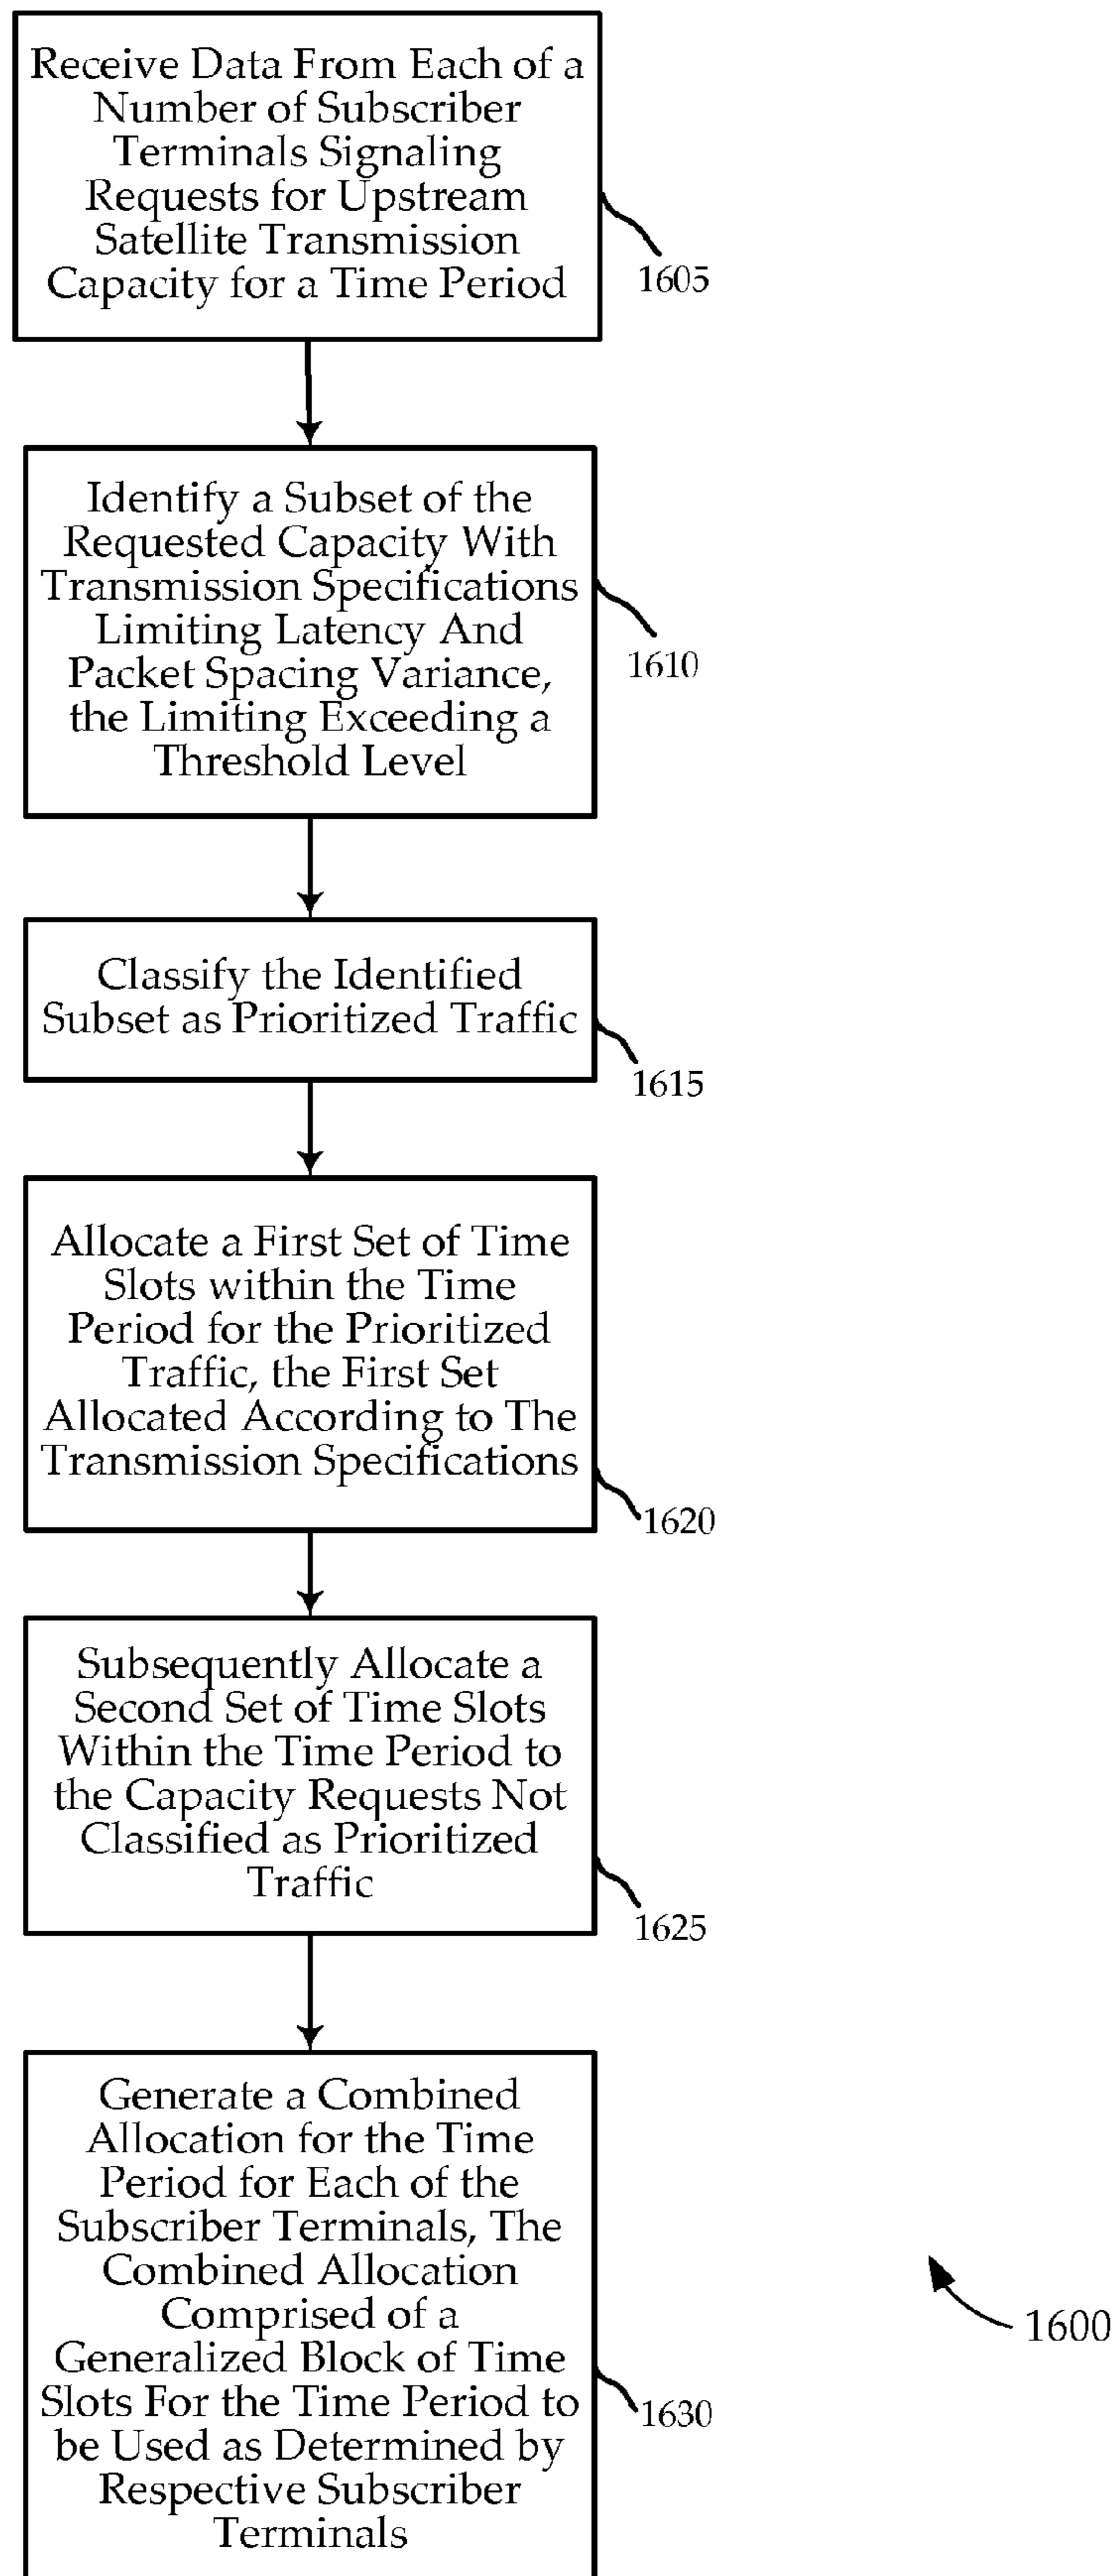 Receive Data From Each of a
Number of Subscriber
Terminals Signaling
Requests for Upstream
Satellite Transmission
Capacity for a Time Period
1605
Identify a Subset of the
Requested Capacity With
Transmission Specifications
Limiting Latency And
Packet Spacing Variance,
the Limiting Exceeding a
Threshold Level
1610
Classify the Identified
Subset as Prioritized Traffic
1615
Allocate a First Set of Time
Slots within the Time
Period for the Prioritized
Traffic, the First Set
Allocated According to The
Transmission Specifications
1620
Subsequently Allocate a
Second Set of Time Slots
Within the Time Period to
the Capacity Requests Not
Classified as Prioritized
Traffic
1625
Generate a Combined
Allocation for the Time
Period for Each of the
Subscriber Terminals, The
Combined Allocation
Comprised of a
Generalized Block of Time
Slots For the Time Period to
be Used as Determined by
Respective Subscriber
Terminals
1630
1600